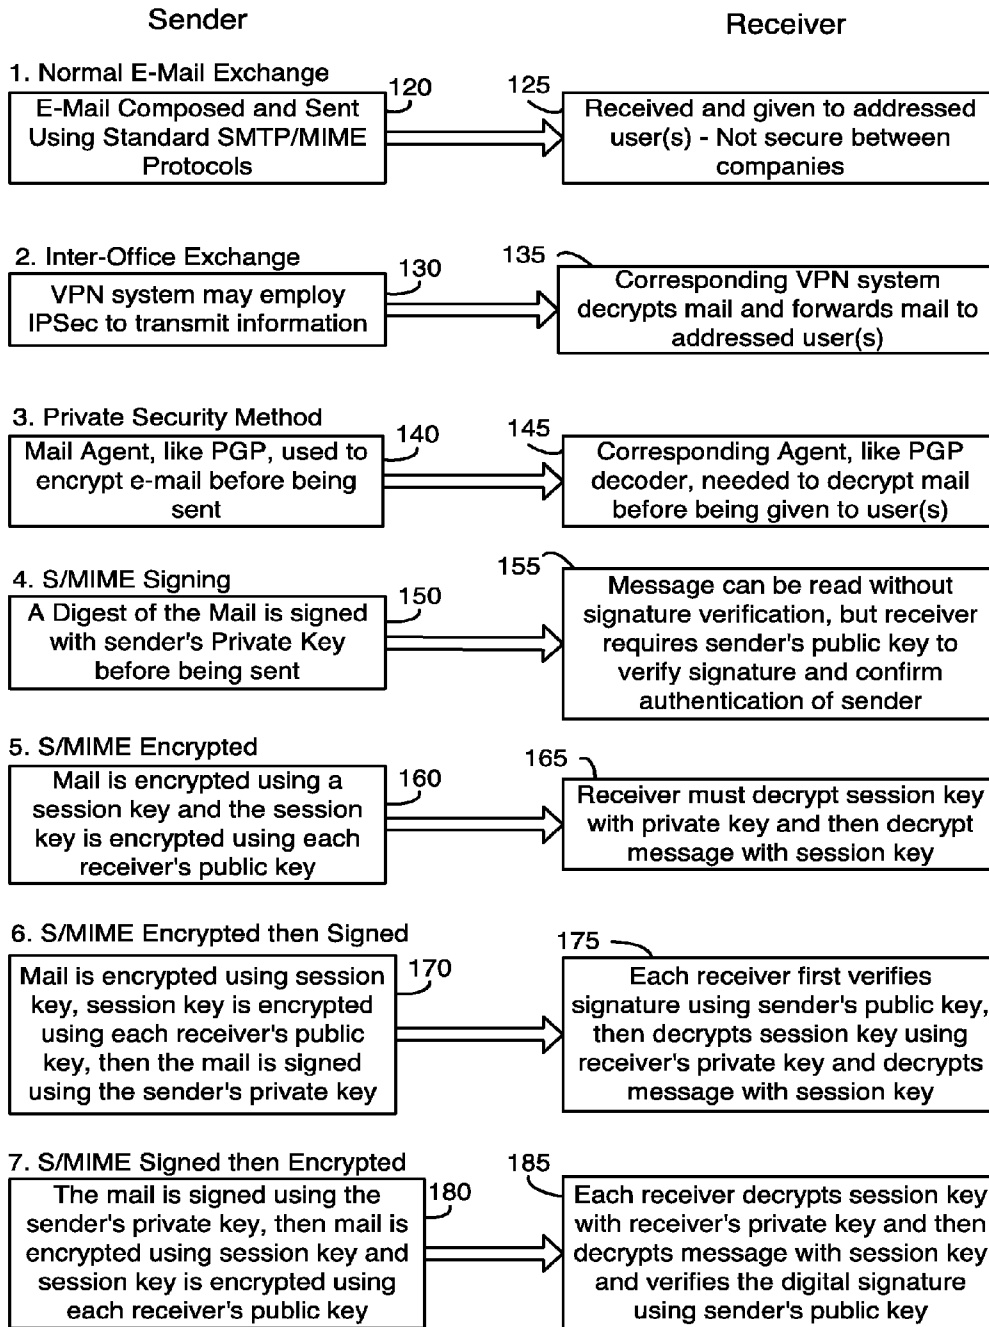 Sender
Receiver
1. Normal E-Mail Exchange
120
E-Mail Composed and Sent
Using Standard SMTP/MIME
Protocols
125
Received and given to addressed
user(s) - Not secure between
companies
2. Inter-Office Exchange
130
VPN system may employ
IPSec to transmit information
135
Corresponding VPN system
decrypts mail and forwards mail to
addressed user(s)
3. Private Security Method
140
Mail Agent, like PGP, used to
encrypt e-mail before being
sent
145
Corresponding Agent, like PGP
decoder, needed to decrypt mail
before being given to user(s)
4. S/MIME Signing
150
A Digest of the Mail is signed
with sender's Private Key
before being sent
155
Message can be read without
signature verification, but receiver
requires sender's public key to
verify signature and confirm
authentication of sender
5. S/MIME Encrypted
160
Mail is encrypted using a
session key and the session
key is encrypted using each
receiver's public key
165
Receiver must decrypt session key
with private key and then decrypt
message with session key
6. S/MIME Encrypted then Signed
170
Mail is encrypted using session
key, session key is encrypted
using each receiver's public
key, then the mail is signed
using the sender's private key
175
Each receiver first verifies
signature using sender's public key,
then decrypts session key using
receiver's private key and decrypts
message with session key
7. S/MIME Signed then Encrypted
180
The mail is signed using the
sender's private key, then mail is
encrypted using session key and
session key is encrypted using
each receiver's public key
185
Each receiver decrypts session key
with receiver's private key and then
decrypts message with session key
and verifies the digital signature
using sender's public key